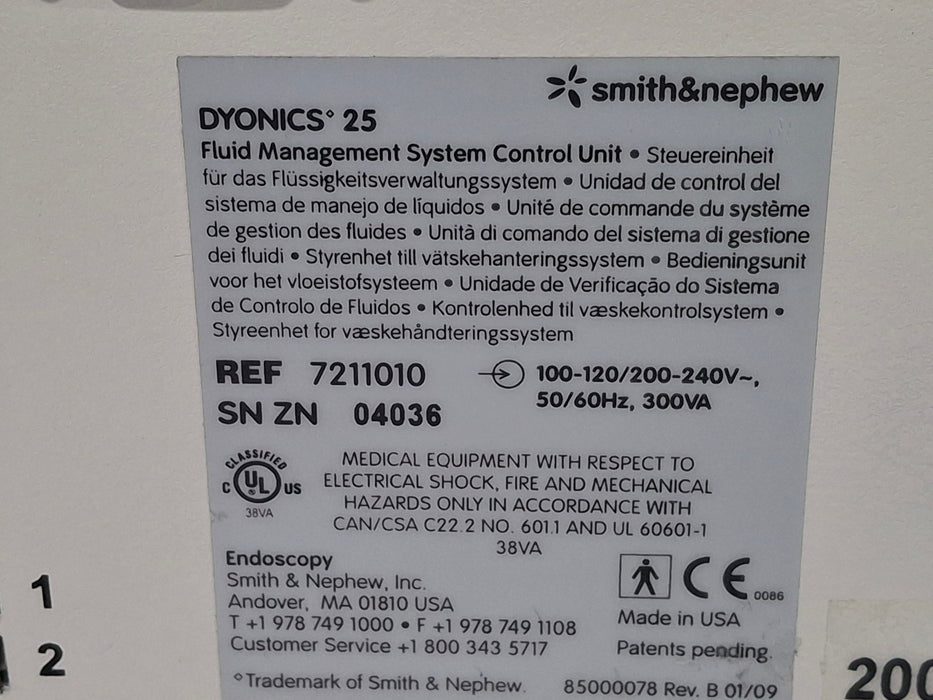 smith&nephew
DYONICS° 25
Fluid Management System Control Unit • Steuereinheit
für das Flüssigkeitsverwaltungssystem • Unidad de control del
sistema de manejo de líquidos • Unité de commande du système
de gestion des fluides • Unità di comando del sistema di gestione
dei fluidi • Styrenhet till vätskehanteringssystem • Bedieningsunit
voor het vloeistofsysteem • Unidade de Verificação do Sistema
de Controlo de Fluidos • Kontrolenhed til væskekontrolsystem •
Styreenhet for væskehåndteringssystem
REF 7211010
100-120/200-240V~,
50/60Hz, 300VA
SN ZN 04036
CLASSIFIED
C UL US
38VA
MEDICAL EQUIPMENT WITH RESPECT TO
ELECTRICAL SHOCK, FIRE AND MECHANICAL
HAZARDS ONLY IN ACCORDANCE WITH
CAN/CSA C22.2 NO. 601.1 AND UL 60601-1
38VA
Endoscopy
Smith & Nephew, Inc.
Andover, MA 01810 USA
T +1 978 749 1000 • F +1 978 749 1108
Customer Service +1 800 343 5717
CE 0086
Made in USA
Patents pending.
°Trademark of Smith & Nephew.
85000078 Rev. B 01/09
1
2